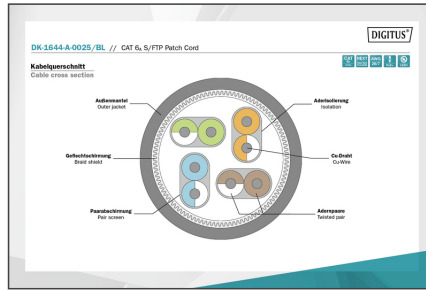 DIGITUS®
DK-1644-A-0025/BL // CAT 6A S/FTP Patch Cord
Kabelquerschnitt
Cable cross section
Außenmantel
Outer jacket
Aderisolierung
Isolation
Geflechtschirmung
Braid shield
Cu-Draht
Cu-Wire
Paarabschirmung
Pair screen
Adernpaare
Twisted pair